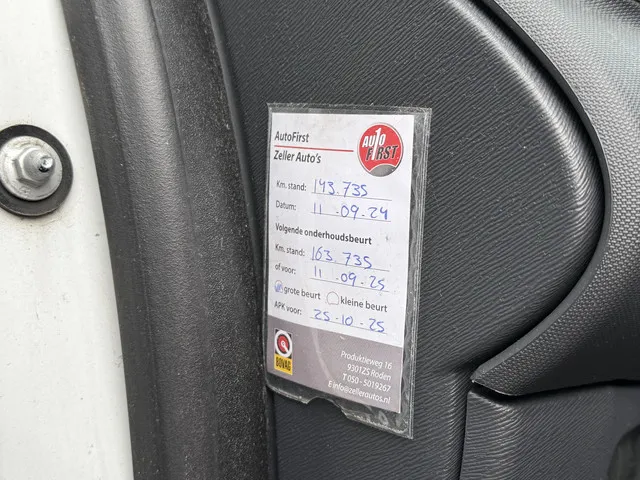 AutoFirst
Zeller Auto's
AUTO
FIRST
Km. stand: 143.735
Datum: 11.09.24
Volgende onderhoudsbeurt
Km. stand: 163.735
of voor: 11.09.25
grote beurt kleine beurt
APK voor: 25-10-25
BOVAG
Produktieweg 16
9301ZS Roden
T 050 - 5019267
E info@zellerautos.nl